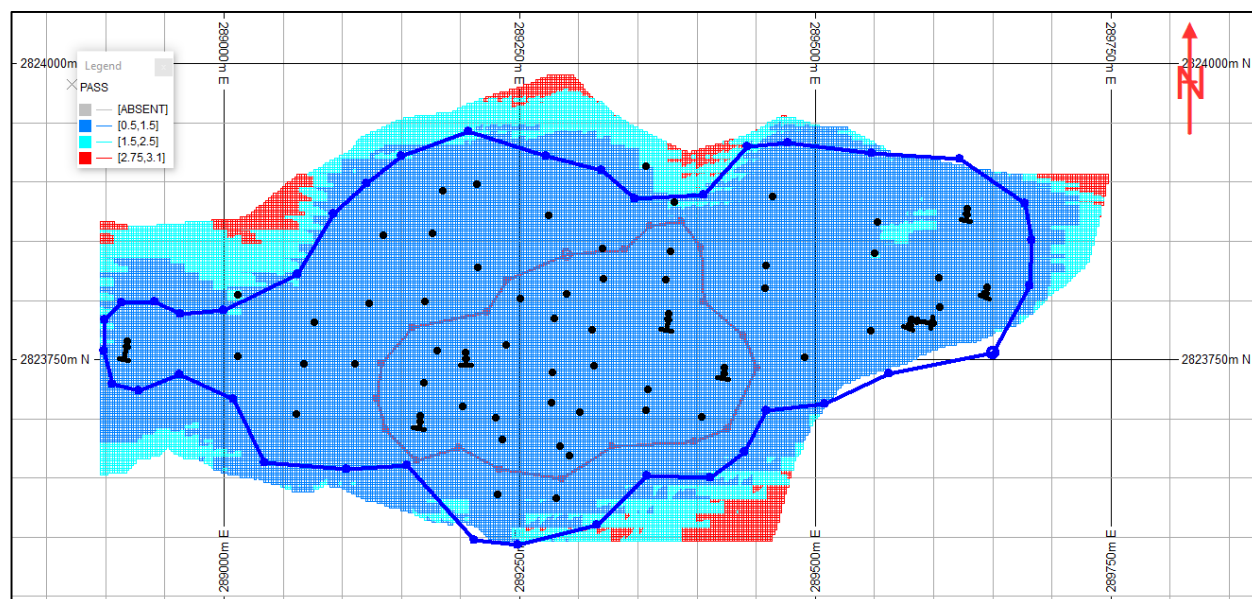 289000m E
289250m E
289500m E
289750m E
2824000m N
2824000m N
N
Legend
PASS
[ABSENT]
[0.5,1.5]
[1.5,2.5]
[2.75,3.1]
2823750m N
2823750m N
289000m E
289250m E
289500m E
289750m E